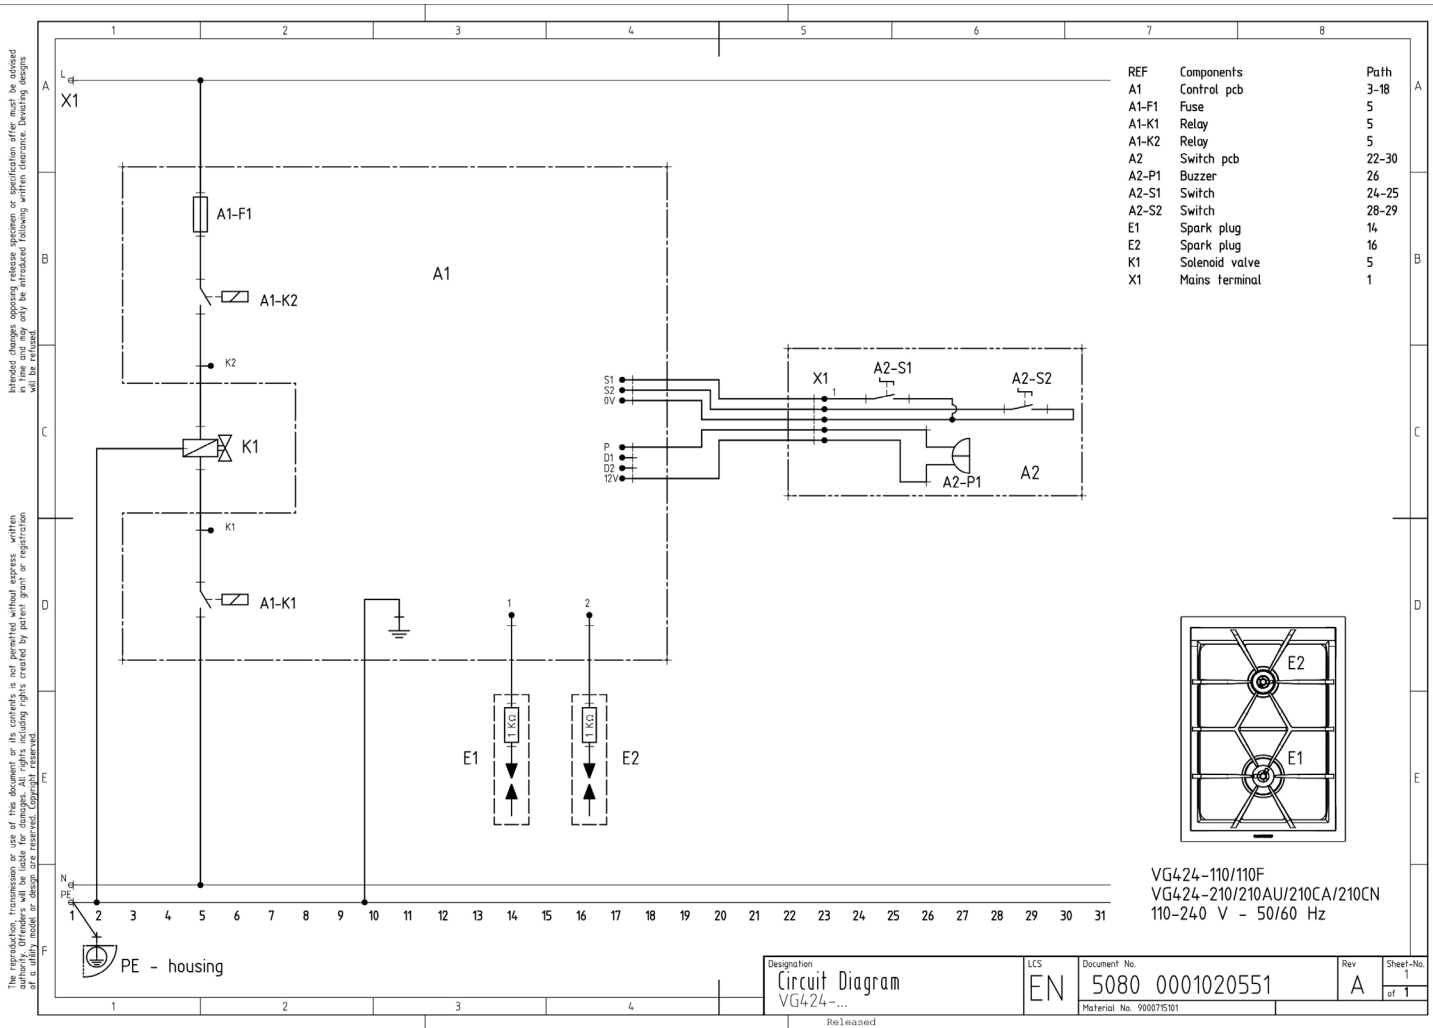 1 2 3 4 5 6 7 8
A
B
C
D
E
F
A
B
C
D
E
Intended changes opposing release specimen or specification offer must be advised
in time and may only be introduced following written clearance. Deviating designs
will be refused.
The reproduction, transmission or use of this document or its contents is not permitted without express written
authority. Offenders will be liable for damages. All rights including rights created by patent grant or registration
of a utility model or design are reserved. Copyright reserved.
L
X1
REF Components Path
A1 Control pcb 3-18
A1-F1 Fuse 5
A1-K1 Relay 5
A1-K2 Relay 5
A2 Switch pcb 22-30
A2-P1 Buzzer 26
A2-S1 Switch 24-25
A2-S2 Switch 28-29
E1 Spark plug 14
E2 Spark plug 16
K1 Solenoid valve 5
X1 Mains terminal 1
A1-F1
A1
A1-K2
K2
K1
K1
A1-K1
S1
S2
0V
P
D1
D2
12V
X1
1
A2-S1
A2-S2
A2-P1
A2
1
2
1 KΩ
1 KΩ
E1
E2
E2
E1
N
PE
1 2 3 4 5 6 7 8 9 10 11 12 13 14 15 16 17 18 19 20 21 22 23 24 25 26 27 28 29 30 31
PE - housing
VG424-110/110F
VG424-210/210AU/210CA/210CN
110-240 V - 50/60 Hz
Designation
Circuit Diagram
VG424-...
LCS
EN
Document No.
5080 0001020551
Material No. 9000715101
Rev
A
Sheet-No.
1
of 1
1 2 3 4
Released